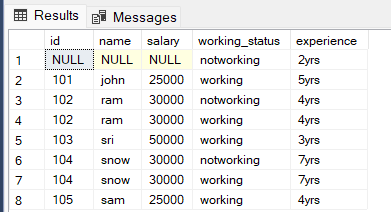 Results Messages
id name salary working_status experience
1 NULL NULL NULL notworking 2yrs
2 101 john 25000 working 5yrs
3 102 ram 30000 notworking 4yrs
4 102 ram 30000 working 4yrs
5 103 sri 50000 working 3yrs
6 104 snow 30000 notworking 7yrs
7 104 snow 30000 working 7yrs
8 105 sam 25000 working 4yrs